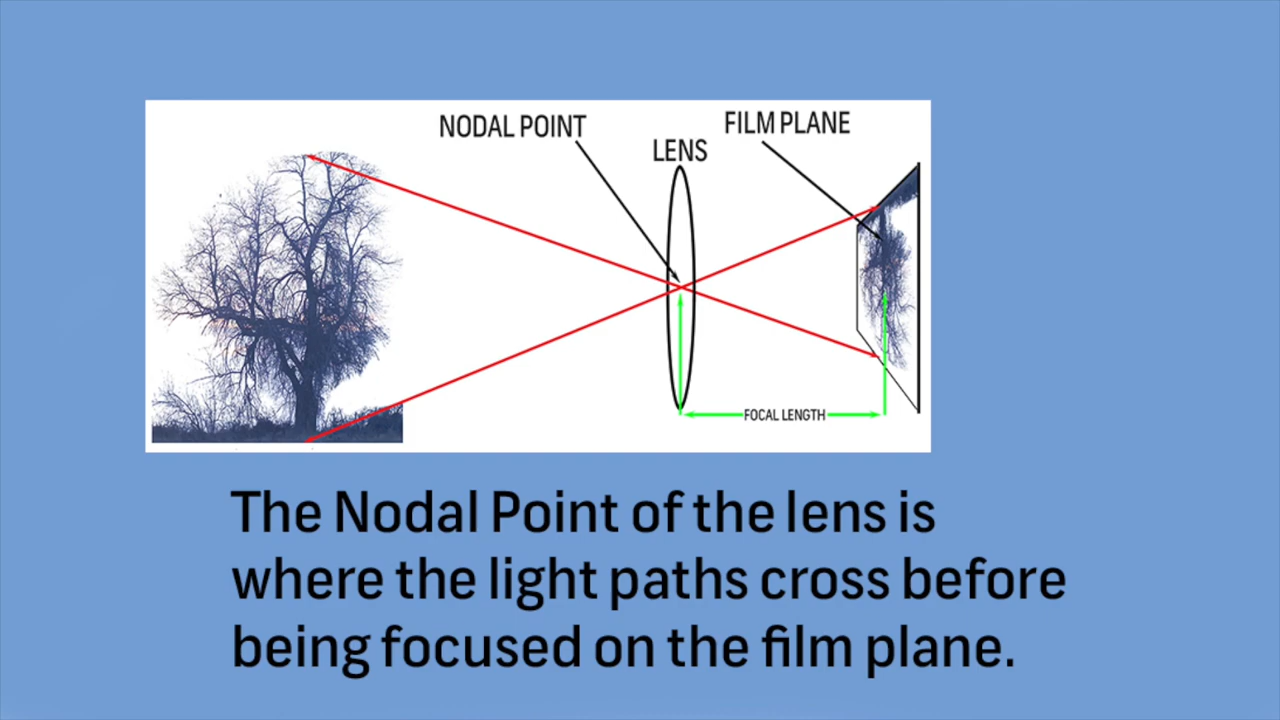 NODAL POINT
LENS
FILM PLANE
FOCAL LENGTH
The Nodal Point of the lens is
where the light paths cross before
being focused on the film plane.